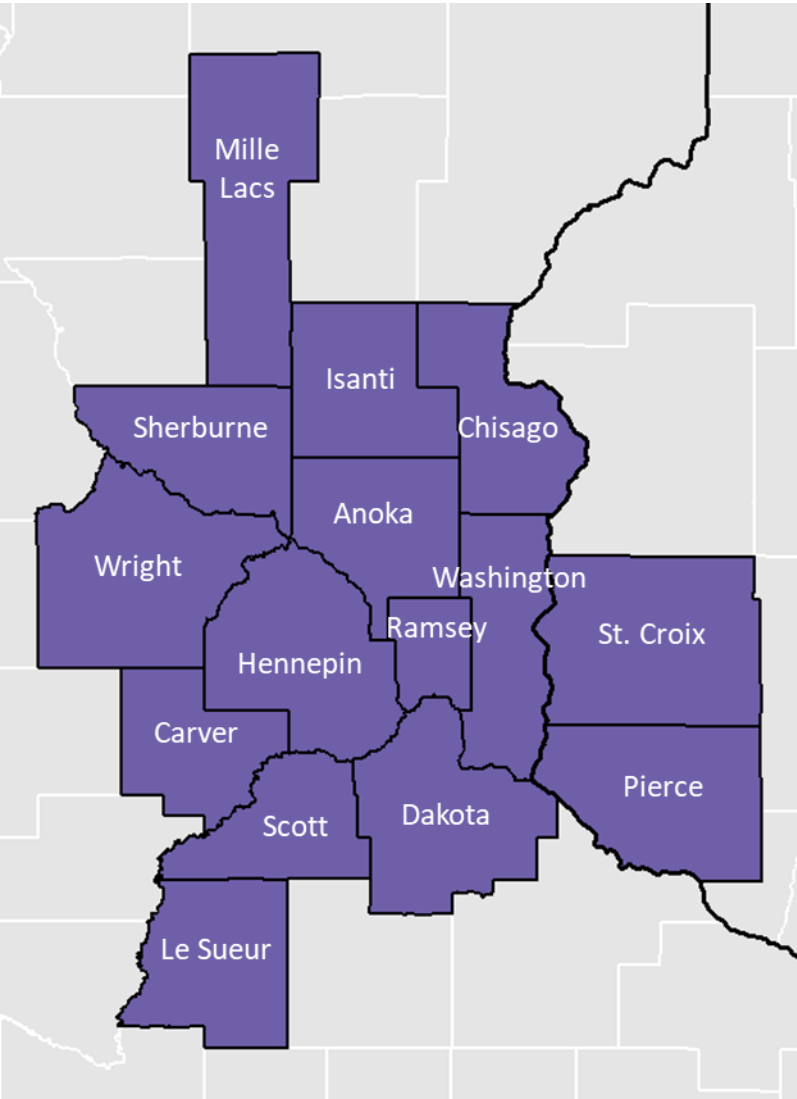 Mille
Lacs
Isanti
Sherburne
Chisago
Anoka
Wright
Washington
Ramsey
St. Croix
Hennepin
Carver
Pierce
Scott
Dakota
Le Sueur